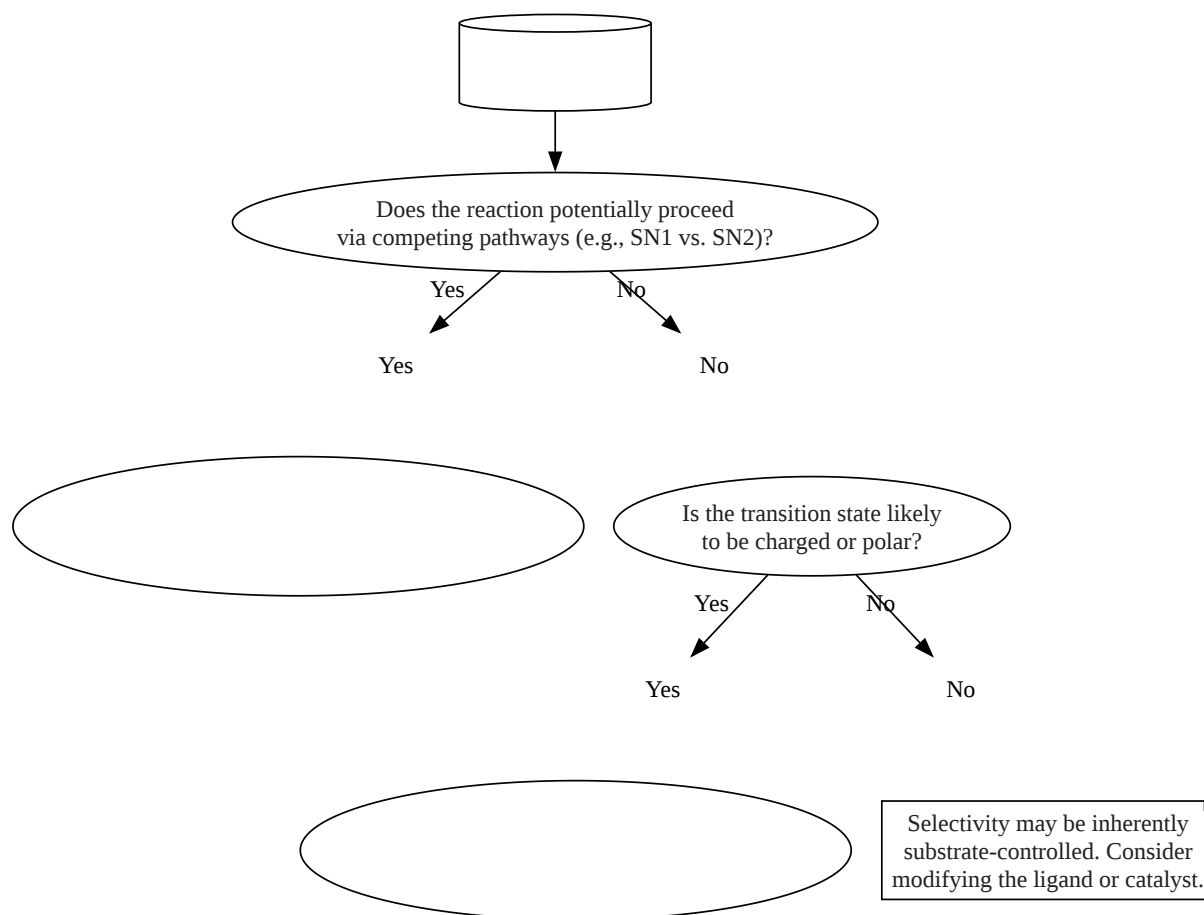 Does the reaction potentially proceed
via competing pathways (e.g., SN1 vs. SN2)?
Yes
No
Yes
No
Is the transition state likely
to be charged or polar?
Yes
No
Yes
No
Selectivity may be inherently
substrate-controlled. Consider
modifying the ligand or catalyst.